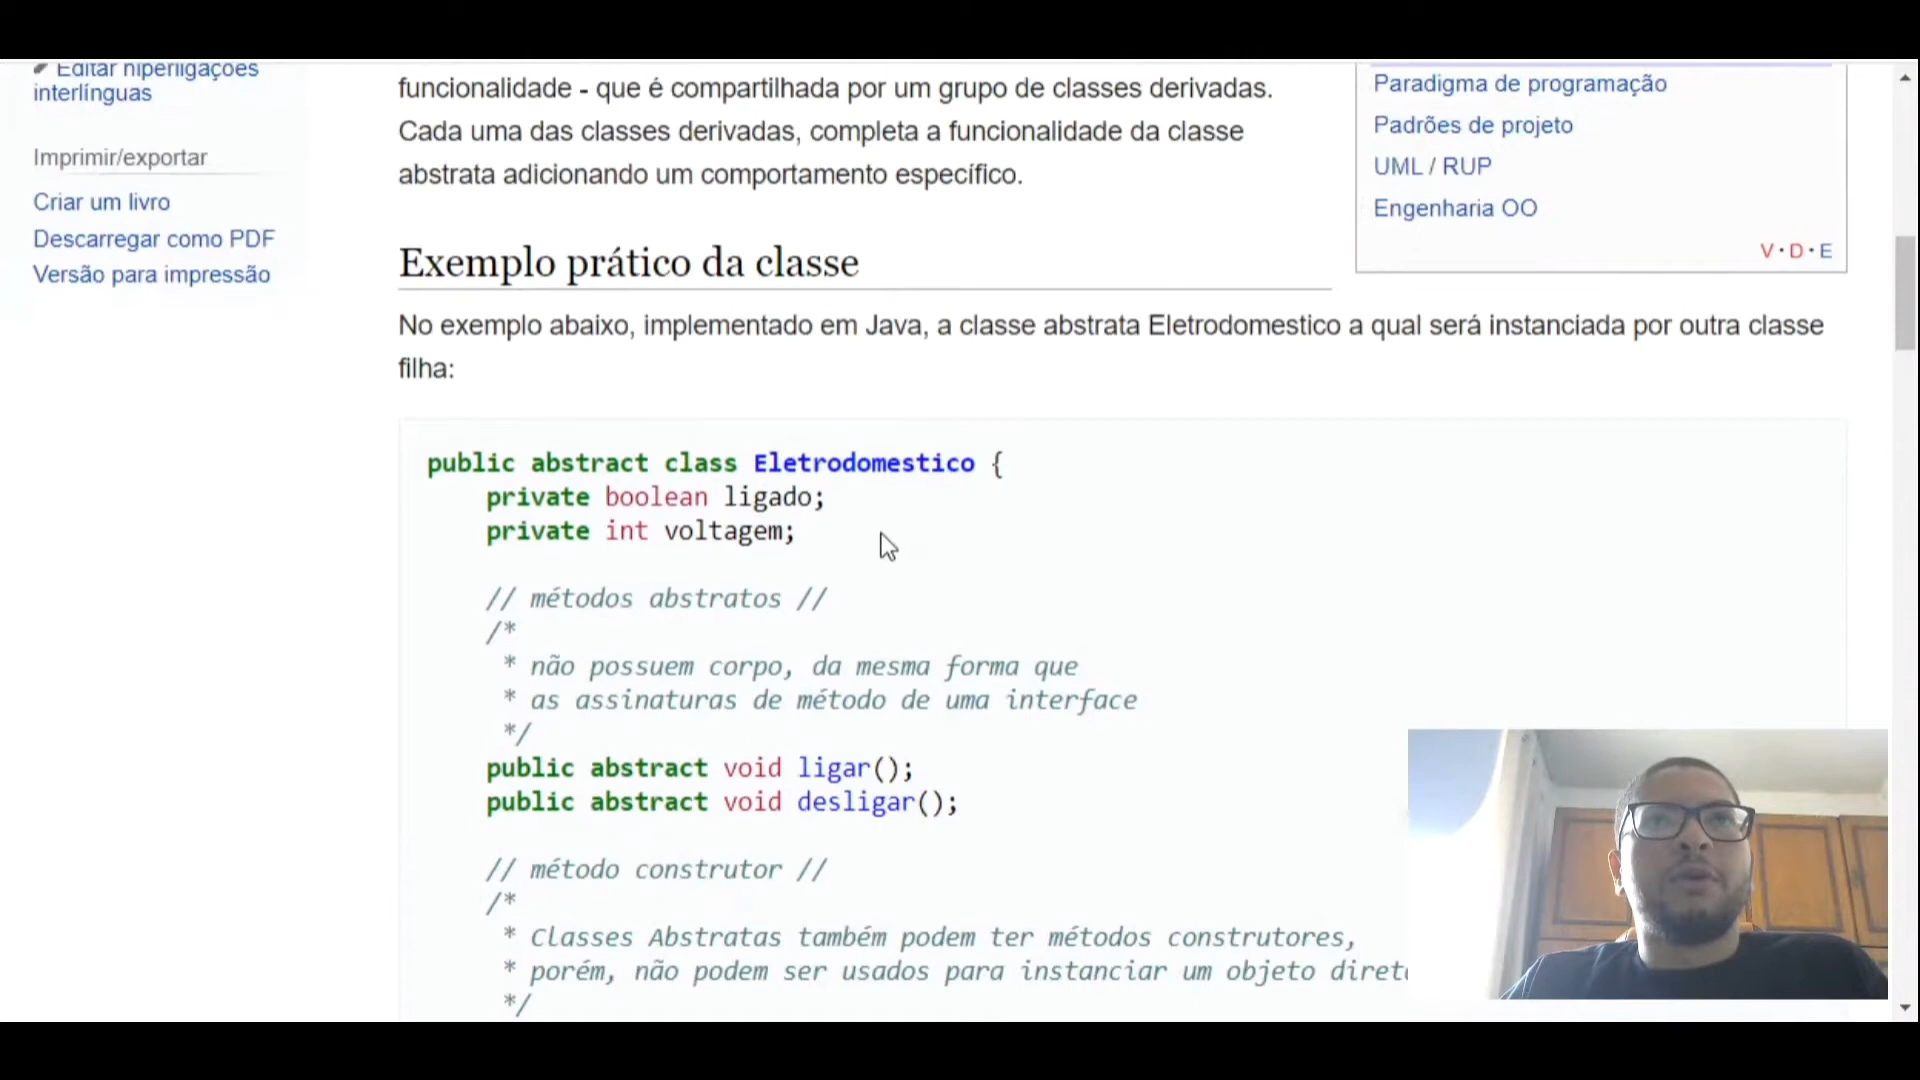 Editar hiperligações
interlínguas
Imprimir/exportar
Criar um livro
Descarregar como PDF
Versão para impressão
funcionalidade - que é compartilhada por um grupo de classes derivadas.
Cada uma das classes derivadas, completa a funcionalidade da classe
abstrata adicionando um comportamento específico.
Exemplo prático da classe
No exemplo abaixo, implementado em Java, a classe abstrata Eletrodomestico a qual será instanciada por outra classe
filha:
public abstract class Eletrodomestico {
private boolean ligado;
private int voltagem;
// métodos abstratos //
/*
* não possuem corpo, da mesma forma que
* as assinaturas de método de uma interface
*/
public abstract void ligar();
public abstract void desligar();
// método construtor //
/*
* Classes Abstratas também podem ter métodos construtores,
* porém, não podem ser usados para instanciar um objeto
*/
Paradigma de programação
Padrões de projeto
UML / RUP
Engenharia OO
V · D · E